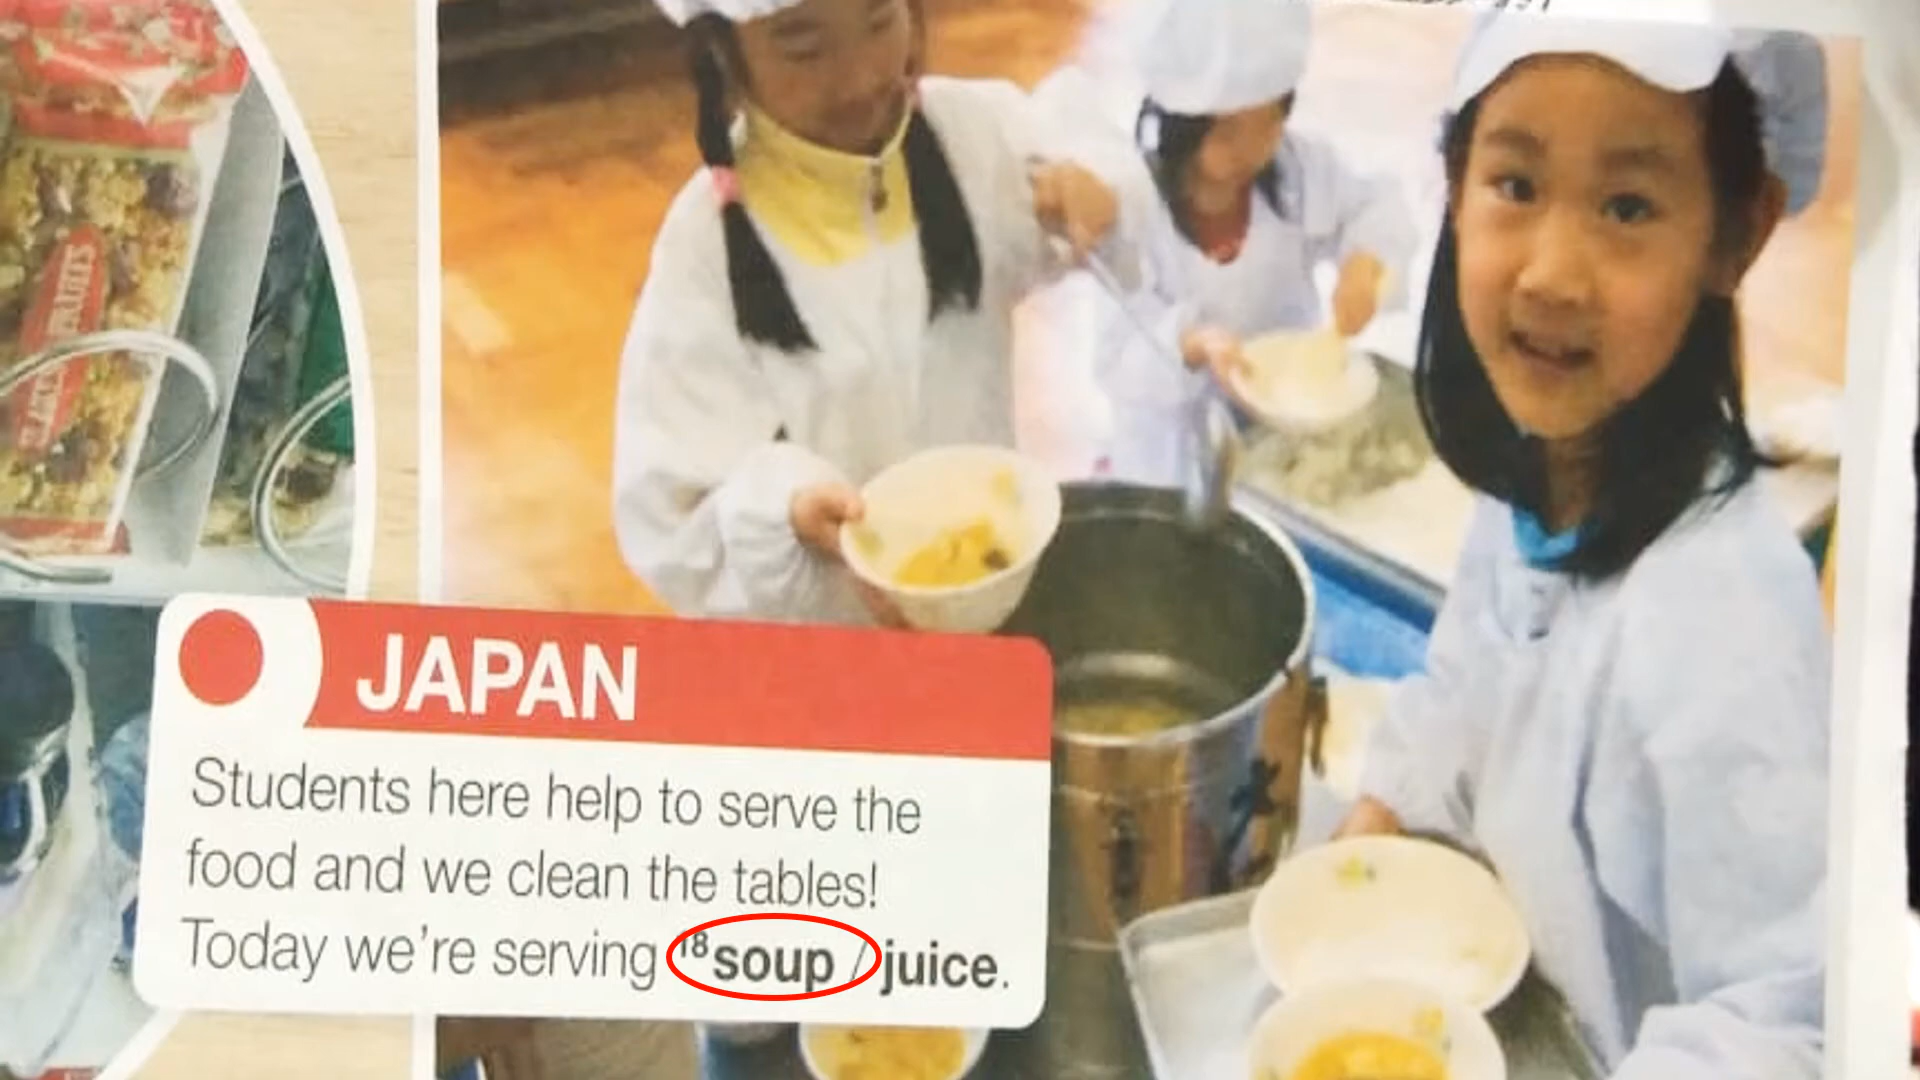 JAPAN
Students here help to serve the
food and we clean the tables!
Today we're serving 18soup / juice.